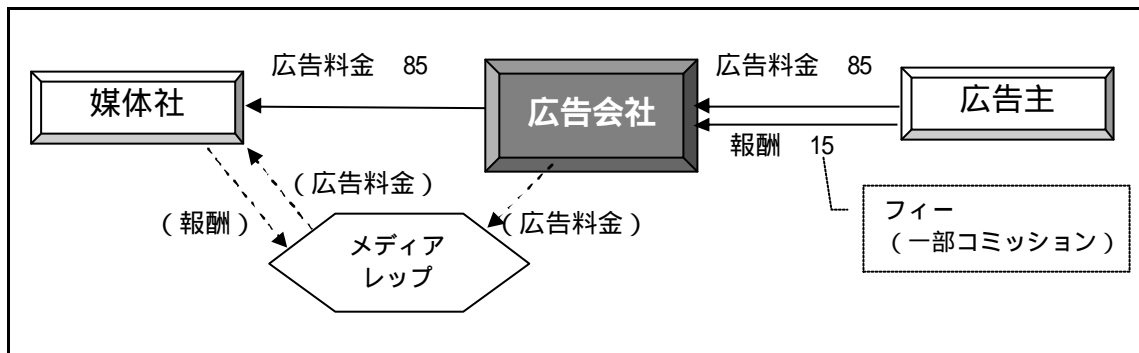 広告料金　85
広告料金　85
媒体社
広告会社
広告主
報酬　15
（広告料金）
（報酬）
（広告料金）
フィー
（一部コミッション）
メディア
レップ